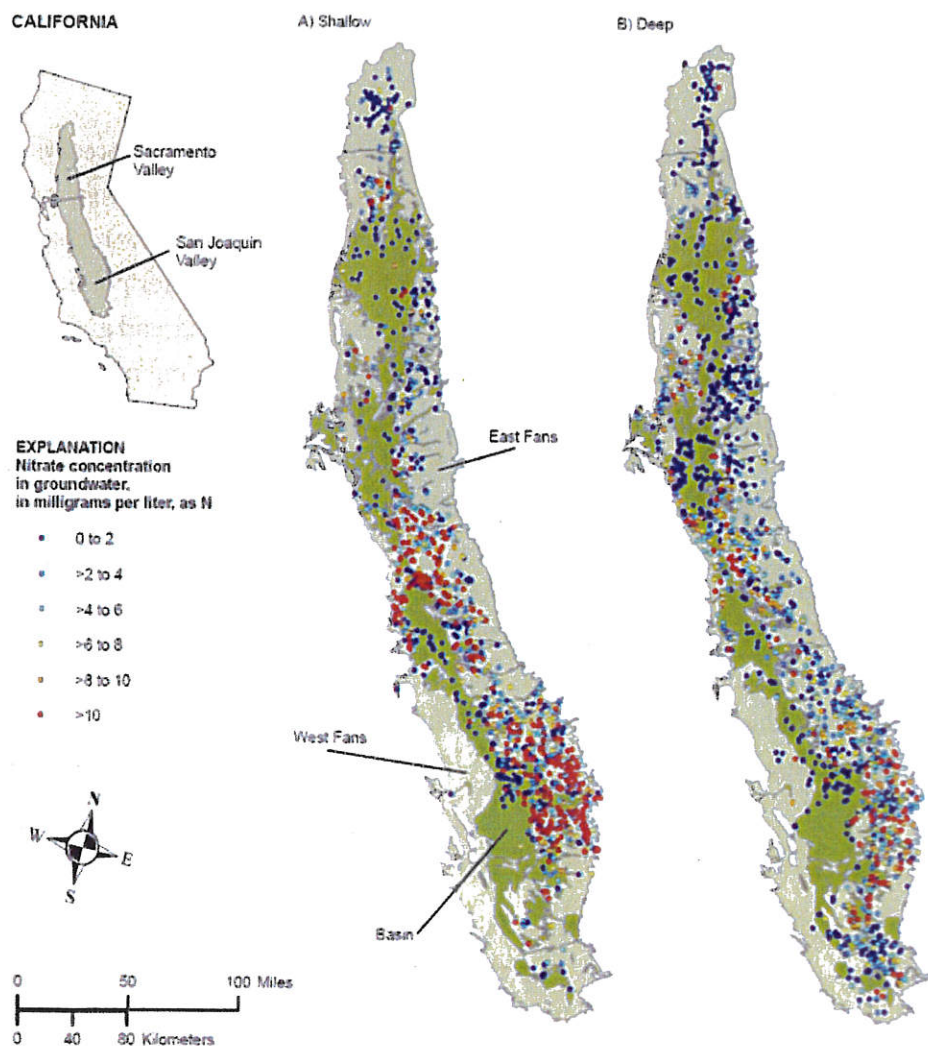 CALIFORNIA
Sacramento
Valley
San Joaquin
Valley
EXPLANATION
Nitrate concentration
in groundwater,
in milligrams per liter, as N
0 to 2
>2 to 4
>4 to 6
>6 to 8
>8 to 10
>10
N
W
E
S
0 50 100 Miles
0 40 80 Kilometers
A) Shallow
East Fans
West Fans
Basin
B) Deep